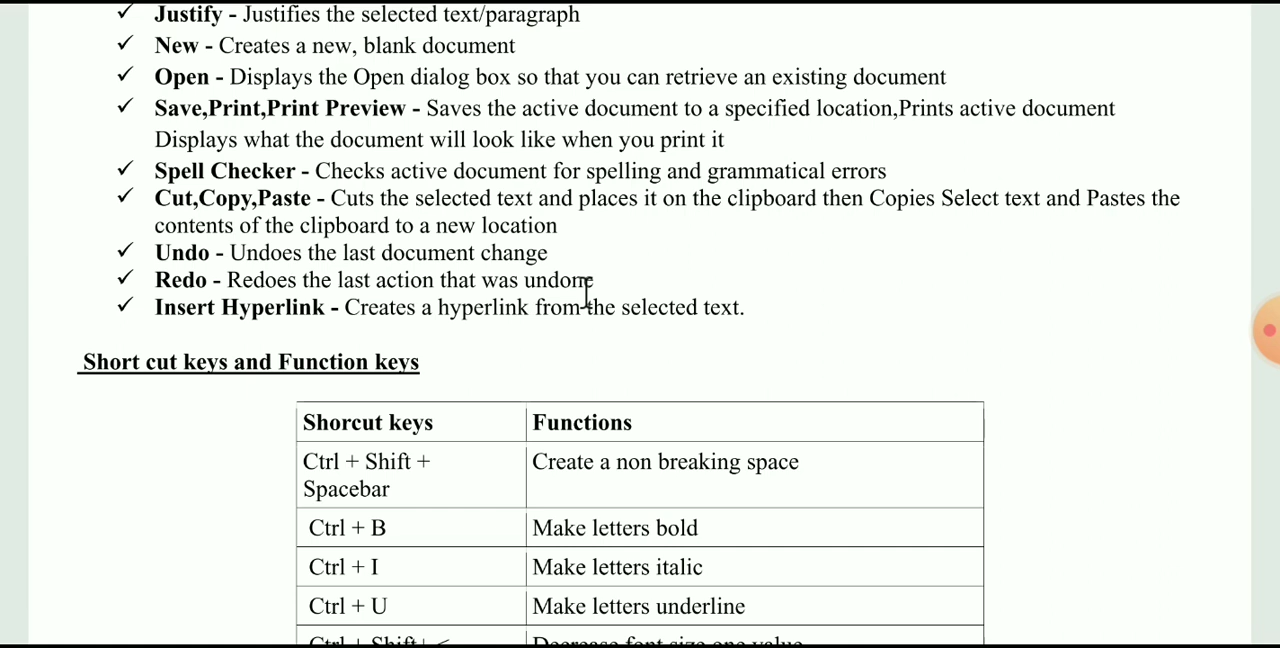 ✓ Justify - Justifies the selected text/paragraph
✓ New - Creates a new, blank document
✓ Open - Displays the Open dialog box so that you can retrieve an existing document
✓ Save,Print,Print Preview - Saves the active document to a specified location,Prints active document
Displays what the document will look like when you print it
✓ Spell Checker - Checks active document for spelling and grammatical errors
✓ Cut,Copy,Paste - Cuts the selected text and places it on the clipboard then Copies Select text and Pastes the
contents of the clipboard to a new location
✓ Undo - Undoes the last document change
✓ Redo - Redoes the last action that was undone
✓ Insert Hyperlink - Creates a hyperlink from the selected text.
Short cut keys and Function keys
Shorcut keys Functions
Ctrl + Shift + Create a non breaking space
Spacebar
Ctrl + B Make letters bold
Ctrl + I Make letters italic
Ctrl + U Make letters underline
Ctrl + Shift+ < Decrease font size one value